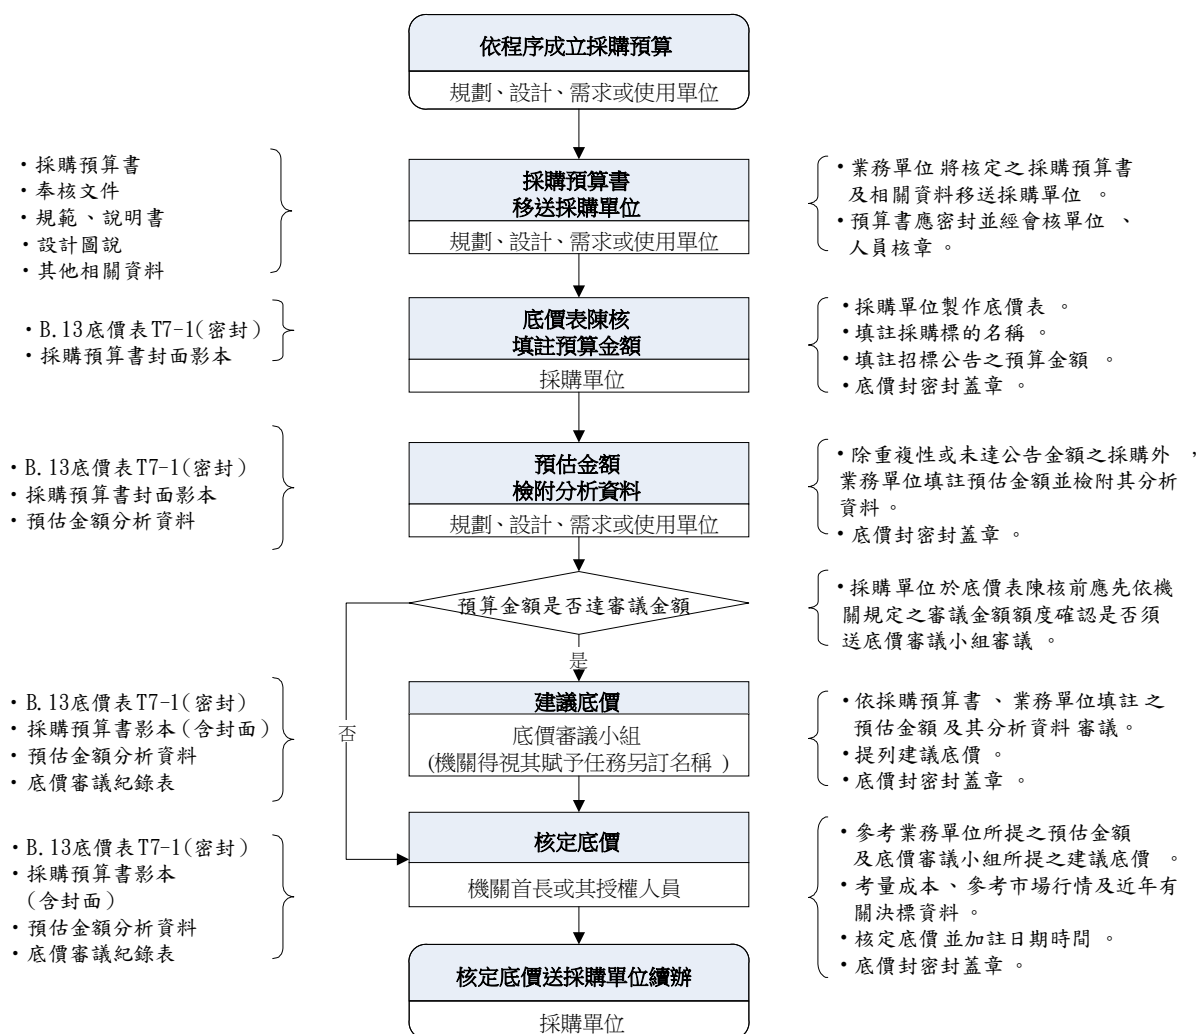 依程序成立採購預算
規劃、設計、需求或使用單位
・採購預算書
・奉核文件
・規範、說明書
・設計圖說
・其他相關資料
採購預算書
移送採購單位
規劃、設計、需求或使用單位
・業務單位將核定之採購預算書
及相關資料移送採購單位。
・預算書應密封並經會核單位、
人員核章。
・B.13底價表T7-1(密封)
・採購預算書封面影本
底價表陳核
填註預算金額
採購單位
・採購單位製作底價表。
・填註採購標的名稱。
・填註招標公告之預算金額。
・底價封密封蓋章。
・B.13底價表T7-1(密封)
・採購預算書封面影本
・預估金額分析資料
預估金額
檢附分析資料
規劃、設計、需求或使用單位
・除重複性或未達公告金額之採購外,
業務單位填註預估金額並檢附其分析
資料。
・底價封密封蓋章。
預算金額是否達審議金額
・採購單位於底價表陳核前應先依機
關規定之審議金額額度確認是否須
送底價審議小組審議。
是
否
・B.13底價表T7-1(密封)
・採購預算書影本(含封面)
・預估金額分析資料
・底價審議紀錄表
建議底價
底價審議小組
(機關得視其賦予任務另訂名稱)
・依採購預算書、業務單位填註之
預估金額及其分析資料審議。
・提列建議底價。
・底價封密封蓋章。
・B.13底價表T7-1(密封)
・採購預算書影本
(含封面)
・預估金額分析資料
・底價審議紀錄表
核定底價
機關首長或其授權人員
・參考業務單位所提之預估金額
及底價審議小組所提之建議底價。
・考量成本、參考市場行情及近年有
關決標資料。
・核定底價並加註日期時間。
・底價封密封蓋章。
核定底價送採購單位續辦
採購單位